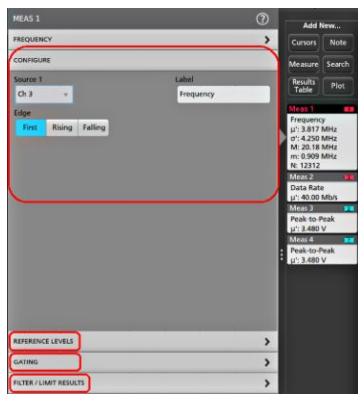 MEAS 1
?
FREQUENCY
CONFIGURE
Source 1
Label
Ch 3
Frequency
Edge
First
Rising
Falling
REFERENCE LEVELS
GATING
FILTER / LIMIT RESULTS
Add New...
Cursors
Note
Measure
Search
Results Table
Plot
Meas 1
Frequency
µ': 3.817 MHz
σ': 4.250 MHz
M: 20.18 MHz
m: 0.909 MHz
N: 12312
Meas 2
Data Rate
µ': 40.00 Mb/s
Meas 3
Peak-to-Peak
µ': 3.480 V
Meas 4
Peak-to-Peak
µ': 3.480 V